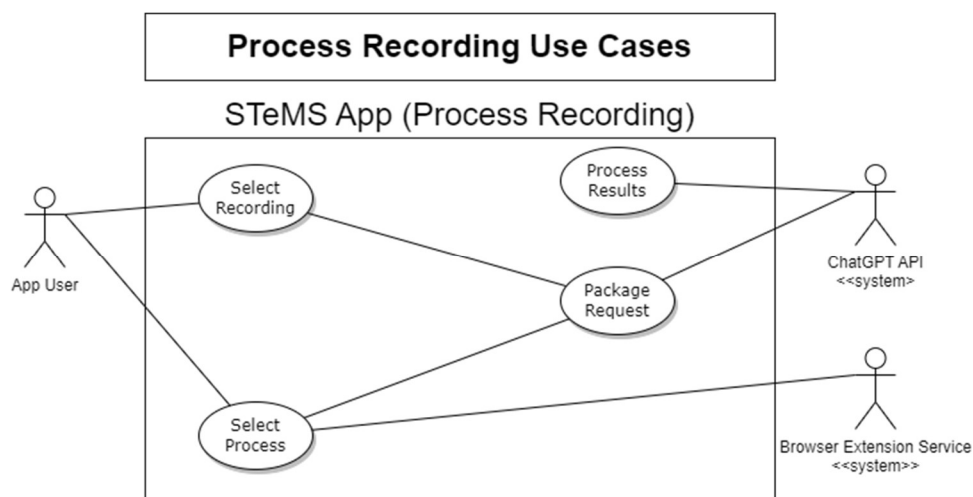 Process Recording Use Cases
STeMS App (Process Recording)
Select
Recording
Process
Results
App User
ChatGPT API
<<system>
Package
Request
Select
Process
Browser Extension Service
<<system>>